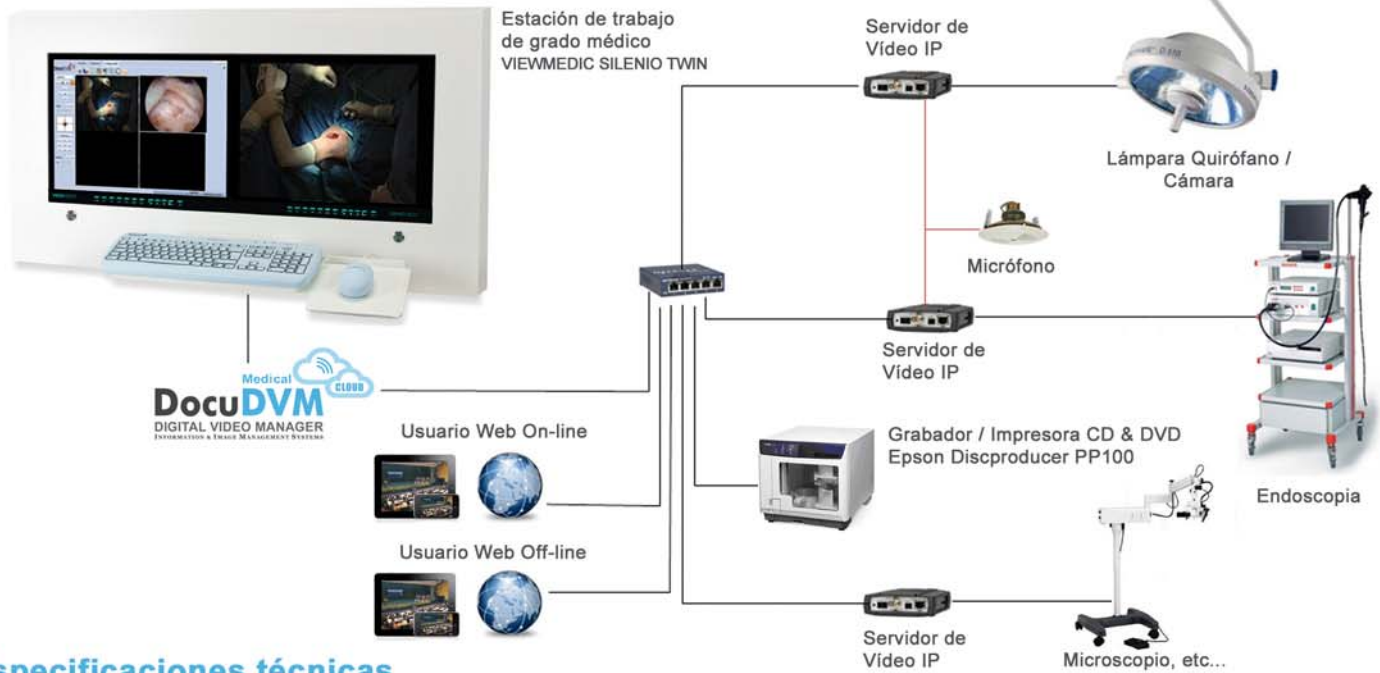 Estación de trabajo
de grado médico
VIEWMEDIC SILENIO TWIN
Servidor de
Vídeo IP
Lámpara Quirófano /
Cámara
Micrófono
Servidor de
Vídeo IP
Medical
CLOUD
DocuDVM
DIGITAL VIDEO MANAGER
INFORMATION & IMAGE MANAGEMENT SYSTEMS
Usuario Web On-line
Grabador / Impresora CD & DVD
Epson Discproducer PP100
Endoscopia
Usuario Web Off-line
Servidor de
Vídeo IP
Microscopio, etc...
specificaciones técnicas